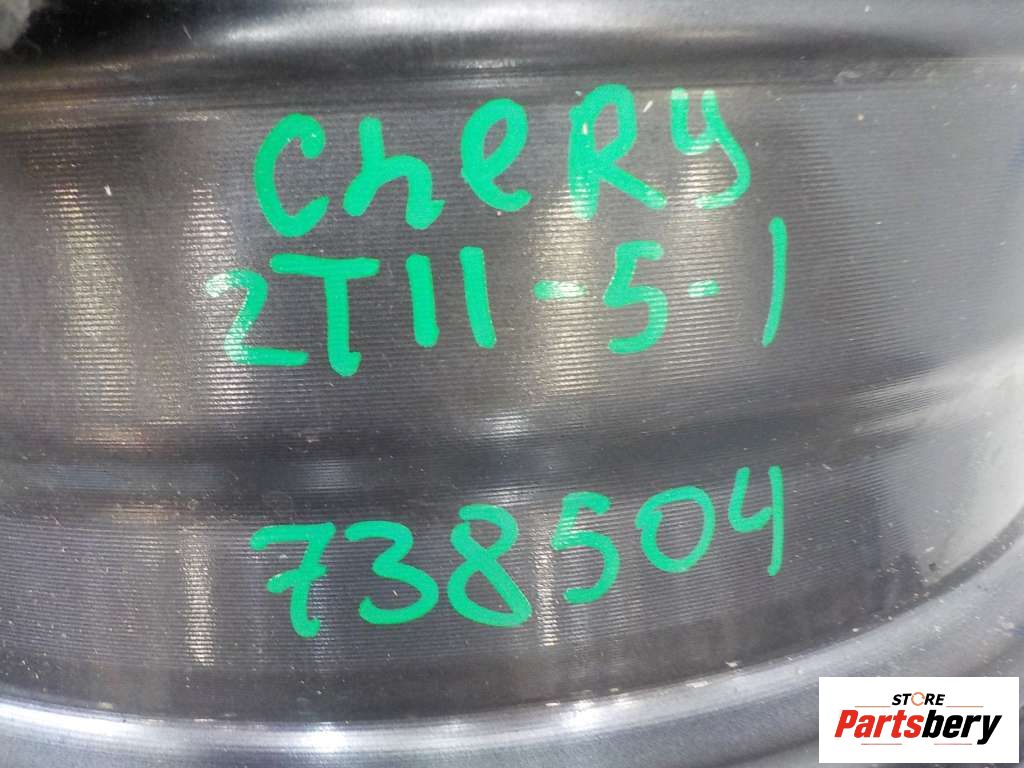 CheRy
2T11-5-1
738504
STORE
Partsbery